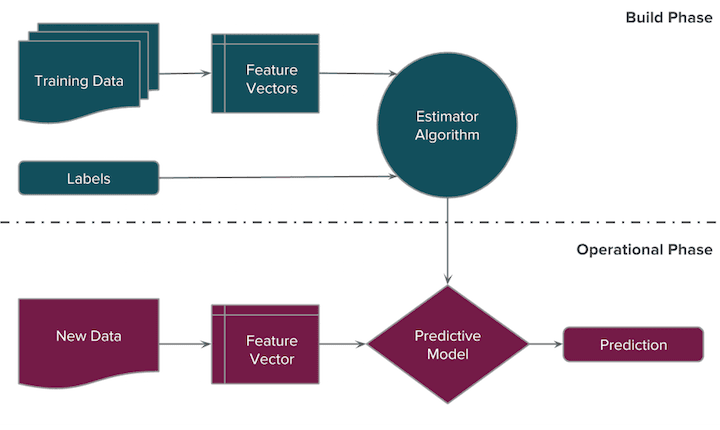 Build Phase
Training Data
Feature
Vectors
Estimator
Algorithm
Labels
Operational Phase
New Data
Feature
Vector
Predictive
Model
Prediction